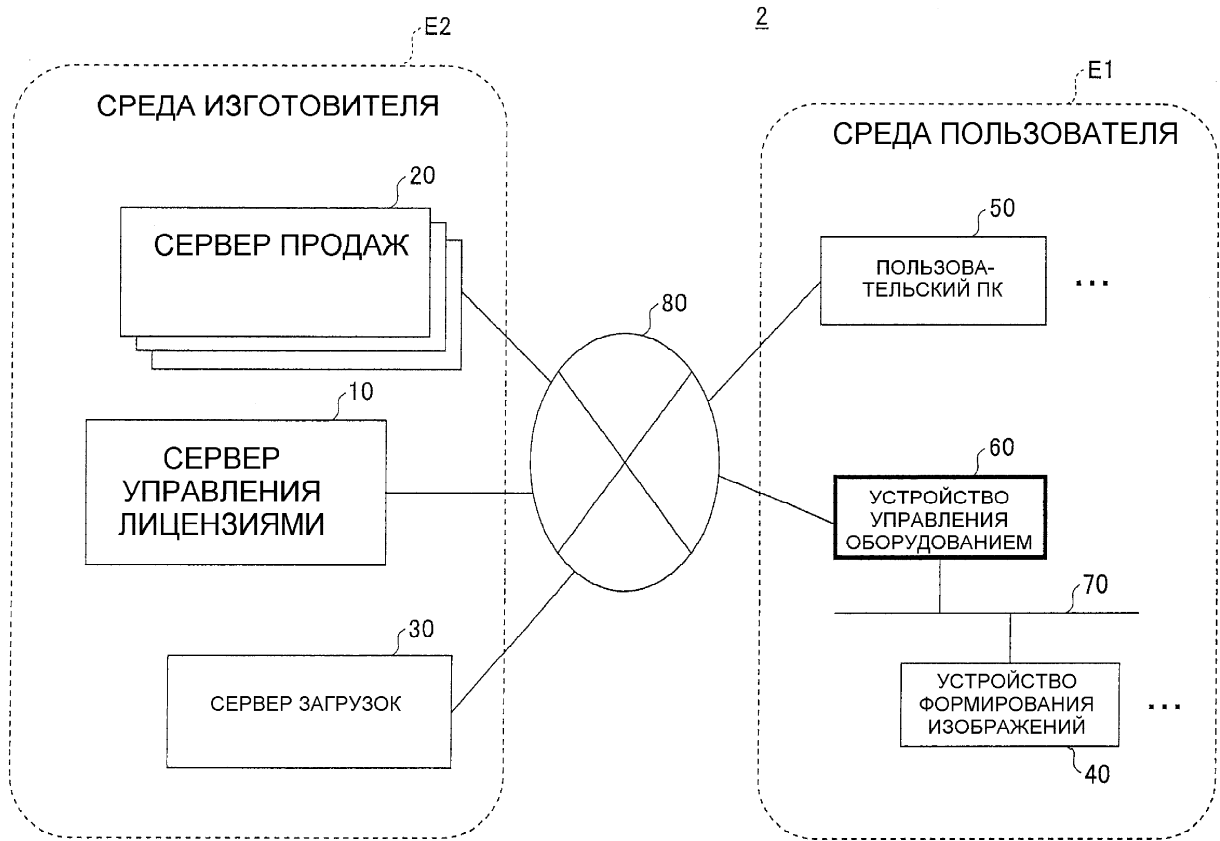 2
E2
СРЕДА ИЗГОТОВИТЕЛЯ
20
СЕРВЕР ПРОДАЖ
10
СЕРВЕР
УПРАВЛЕНИЯ
ЛИЦЕНЗИЯМИ
30
СЕРВЕР ЗАГРУЗОК
80
E1
СРЕДА ПОЛЬЗОВАТЕЛЯ
50
ПОЛЬЗОВА-
ТЕЛЬСКИЙ ПК
...
60
УСТРОЙСТВО
УПРАВЛЕНИЯ
ОБОРУДОВАНИЕМ
70
УСТРОЙСТВО
ФОРМИРОВАНИЯ
ИЗОБРАЖЕНИЙ
...
40